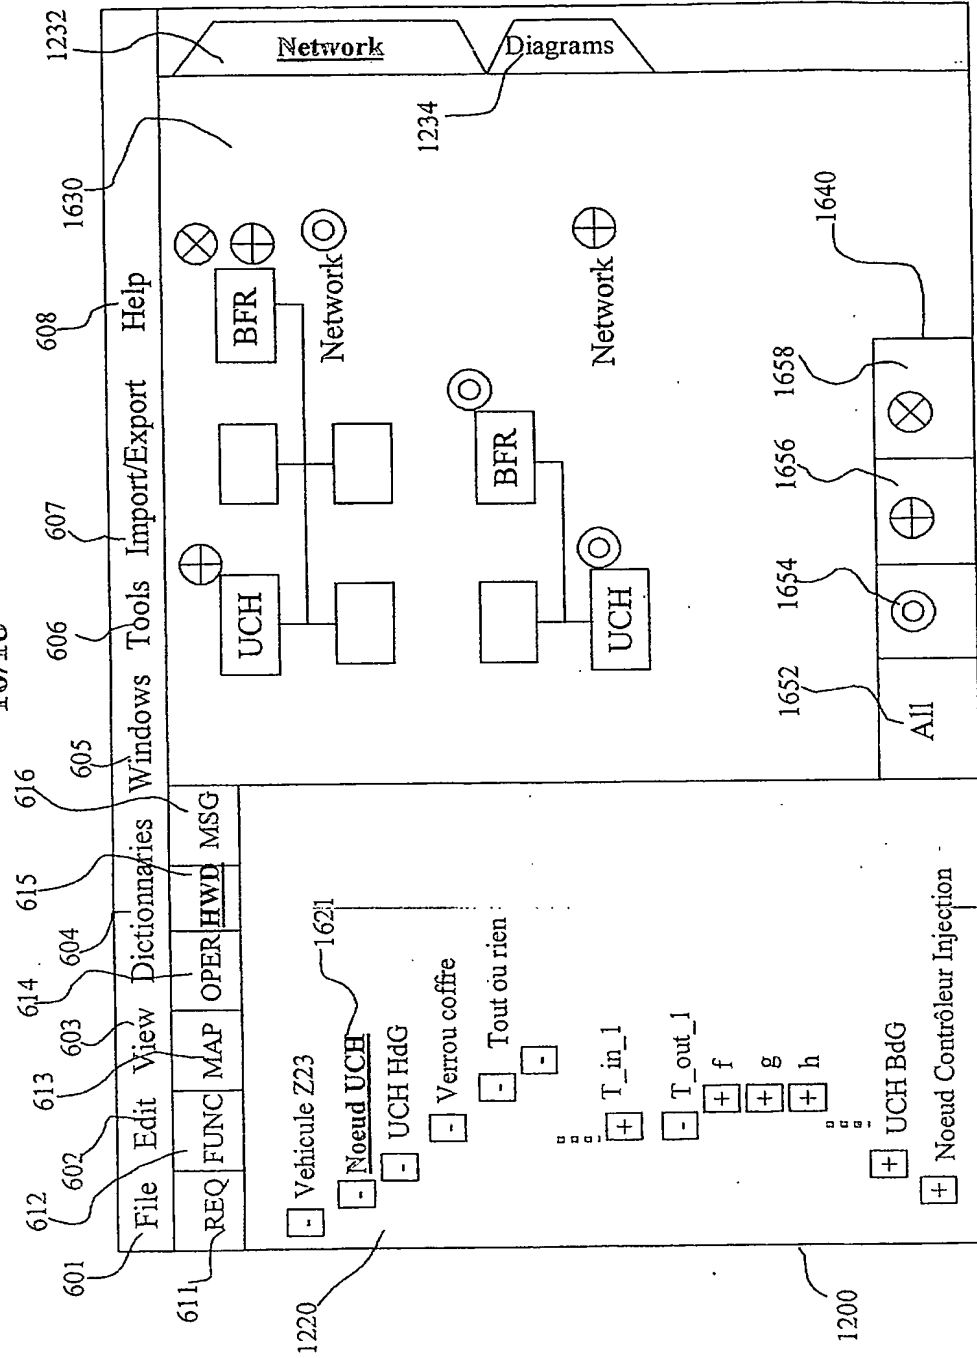 601 602 603 604 605 606 607 608 1630 1232
File Edit View Dictionnaries Windows Tools Import/Export Help
611 612 613 614 615 616
REQ FUNC MAP OPER HWD MSG
Network
Diagrams
1234
1220
- Vehicule Z23
- Noeud UCH
1621
- UCH HdG
- Verrou coffre
- Tout ou rien
-
+ T_in_1
- T_out_1
+ f
+ g
+ h
+ UCH BdG
+ Noeud Contrôleur Injection
1200
UCH BFR
Network
BFR
UCH
Network
1652 1654 1656 1658 1640
All